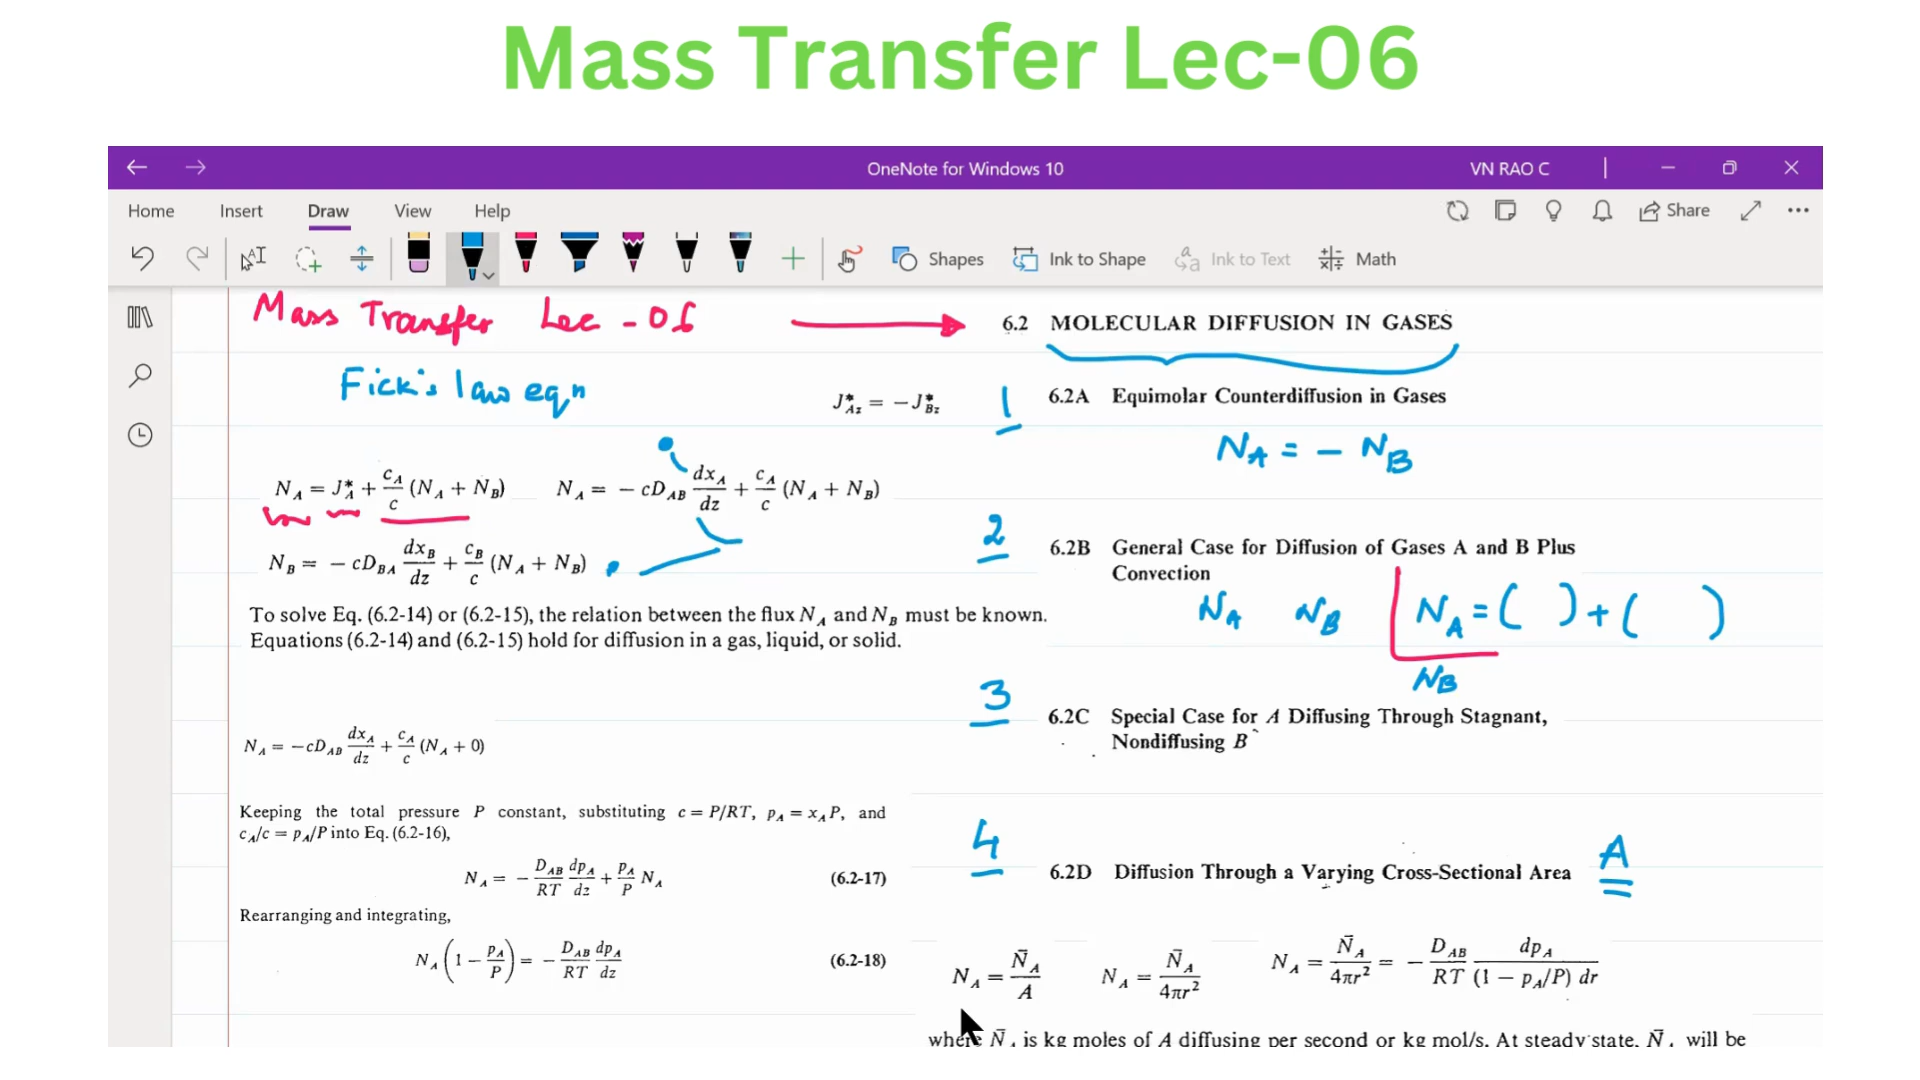 Mass Transfer Lec-06
OneNote for Windows 10
VN RAO C
Home Insert Draw View Help
Share
Shapes Ink to Shape Ink to Text Math
Mass Transfer Lec - 06
Fick's law eqn
J*Az = − J*Bz
NA = J*A + cA/c (NA + NB)
NA = − cDAB dxA/dz + cA/c (NA + NB)
NB = − cDBA dxB/dz + cB/c (NA + NB)
To solve Eq. (6.2-14) or (6.2-15), the relation between the flux NA and NB must be known.
Equations (6.2-14) and (6.2-15) hold for diffusion in a gas, liquid, or solid.
NA = −cDAB dxA/dz + cA/c (NA + 0)
Keeping the total pressure P constant, substituting c = P/RT, pA = xAP, and
cA/c = pA/P into Eq. (6.2-16),
NA = − DAB/RT dpA/dz + pA/P NA (6.2-17)
Rearranging and integrating,
NA (1 − pA/P) = − DAB/RT dpA/dz (6.2-18)
6.2 MOLECULAR DIFFUSION IN GASES
1 6.2A Equimolar Counterdiffusion in Gases
NA = − NB
2 6.2B General Case for Diffusion of Gases A and B Plus
Convection
NA NB NA = ( ) + ( )
NB
3 6.2C Special Case for A Diffusing Through Stagnant,
Nondiffusing B
4 6.2D Diffusion Through a Varying Cross-Sectional Area A
NA = N̄A/A NA = N̄A/4πr² NA = N̄A/4πr² = − DAB/RT dpA/(1 − pA/P) dr
where N̄A is kg moles of A diffusing per second or kg mol/s. At steady state, N̄A will be